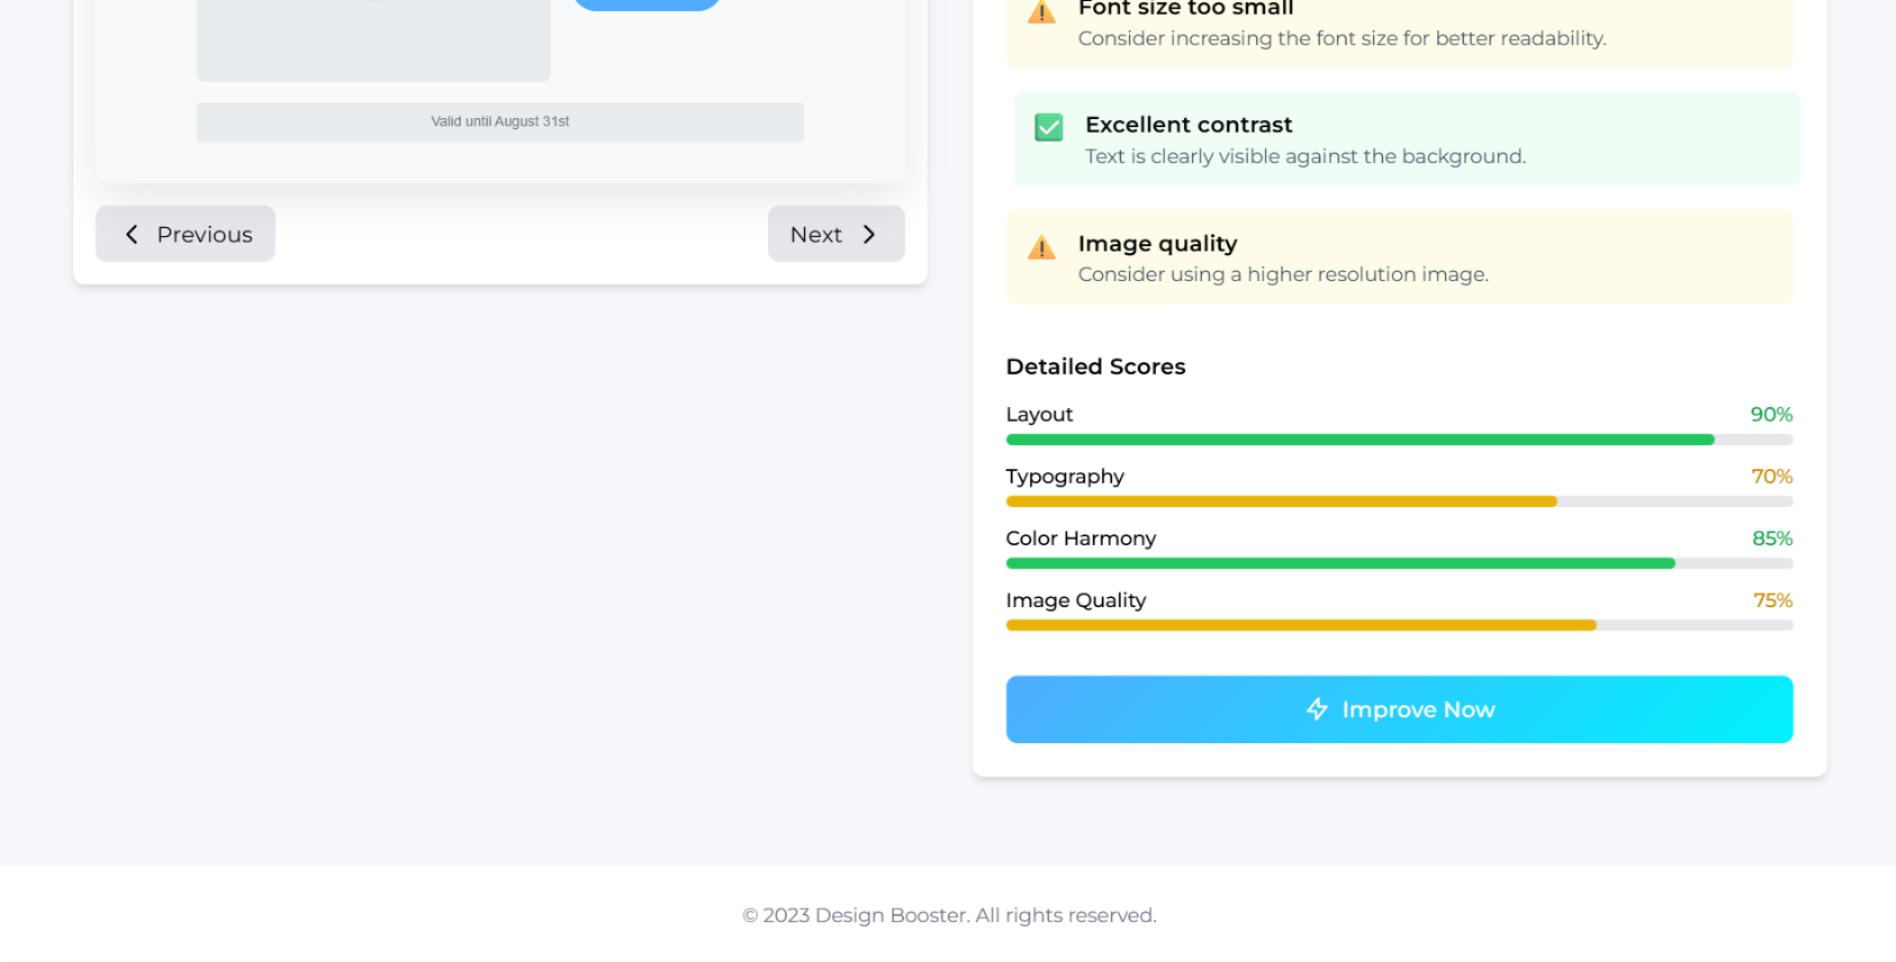 Valid until August 31st
Previous
Next
Font size too small
Consider increasing the font size for better readability.
Excellent contrast
Text is clearly visible against the background.
Image quality
Consider using a higher resolution image.
Detailed Scores
Layout 90%
Typography 70%
Color Harmony 85%
Image Quality 75%
Improve Now
© 2023 Design Booster. All rights reserved.